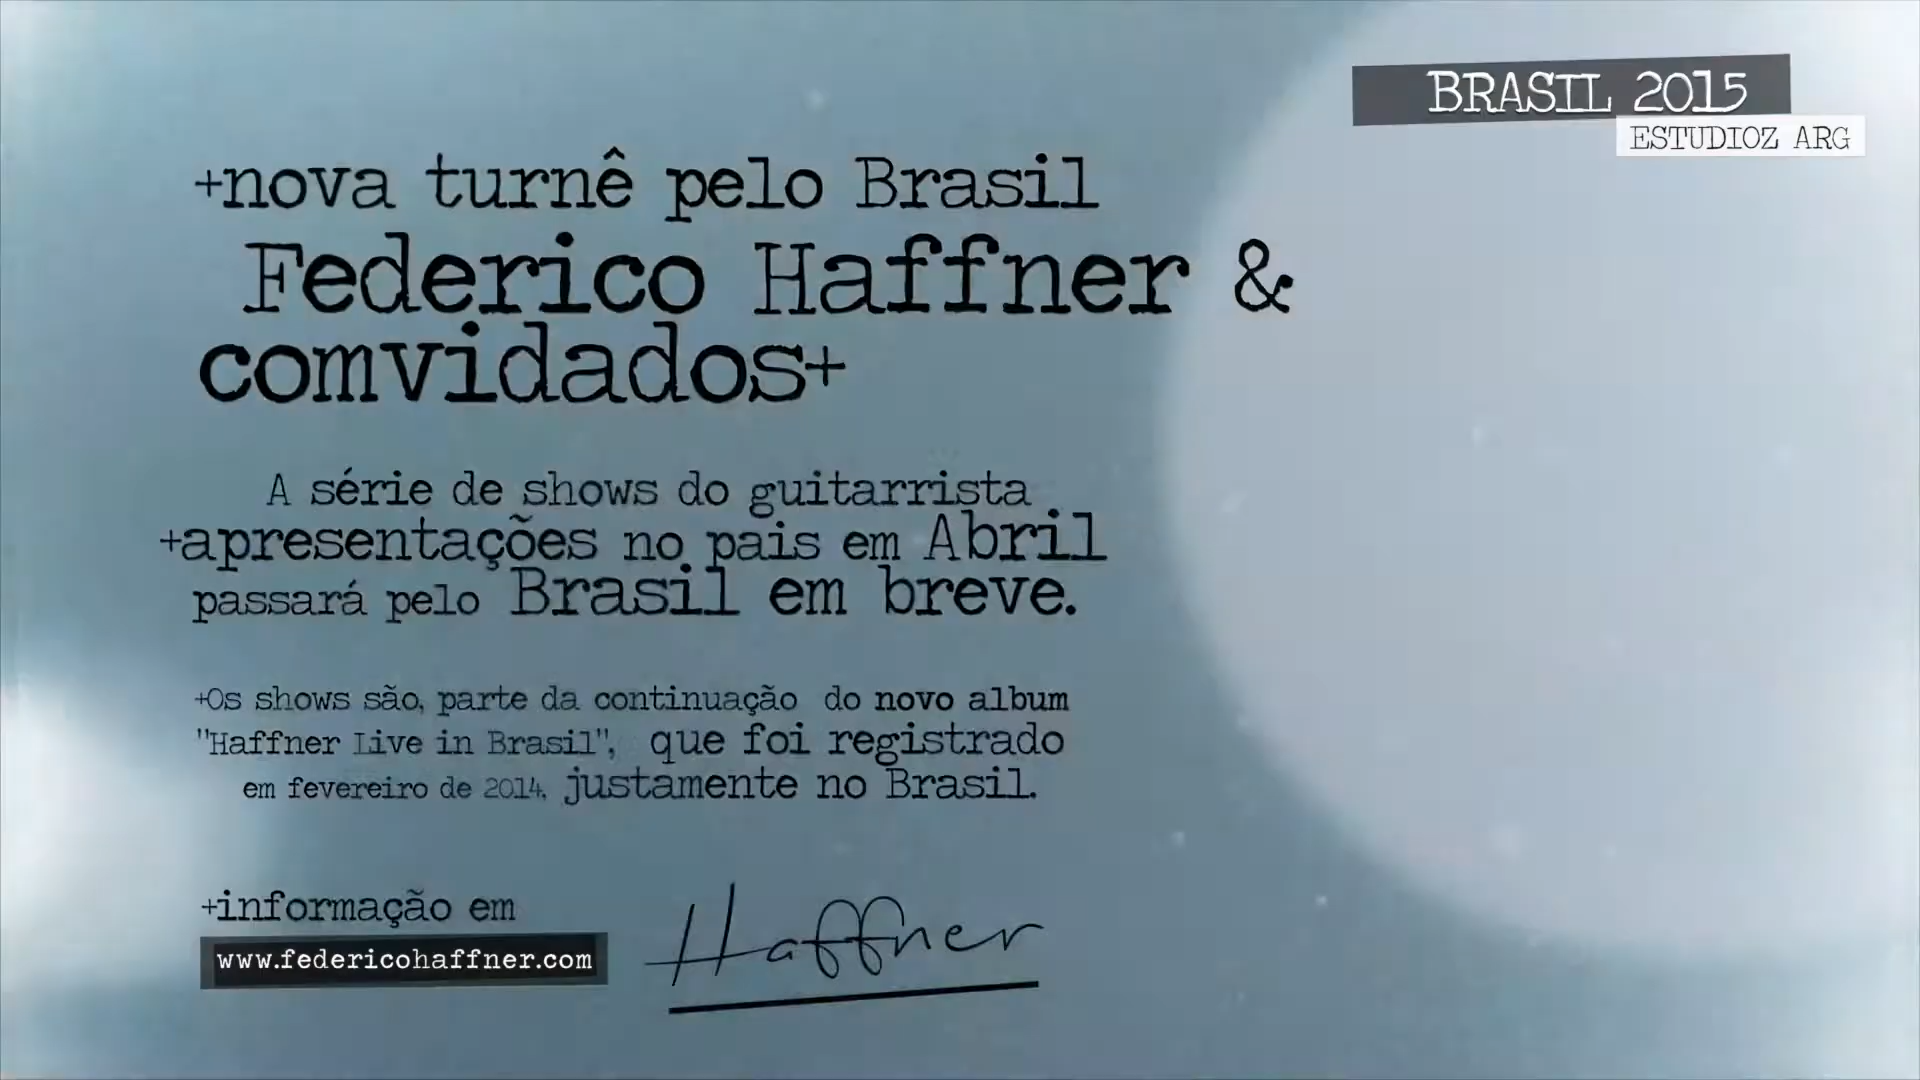 BRASIL 2015
ESTUDIOZ ARG
+nova turnê pelo Brasil
Federico Haffner &
comvidados+
A série de shows do guitarrista
+apresentações no pais em Abril
passará pelo Brasil em breve.
+Os shows são, parte da continuação do novo album
"Haffner Live in Brasil", que foi registrado
em fevereiro de 2014, justamente no Brasil.
+informação em
www.federicohaffner.com
Haffner